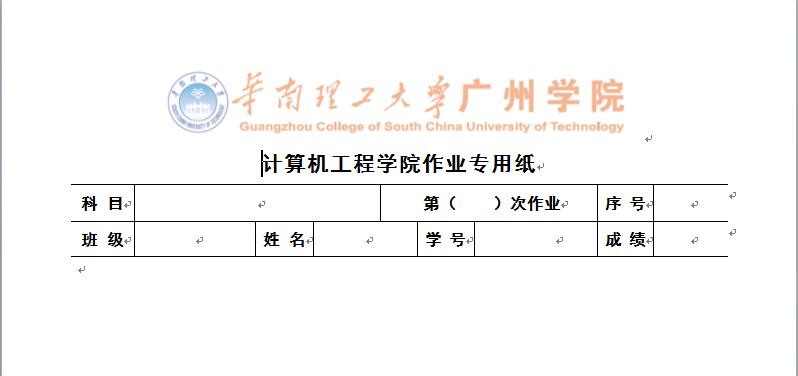 华南理工大学广州学院
Guangzhou College of South China University of Technology
计算机工程学院作业专用纸
科 目 第（ ）次作业 序 号
班 级 姓 名 学 号 成 绩